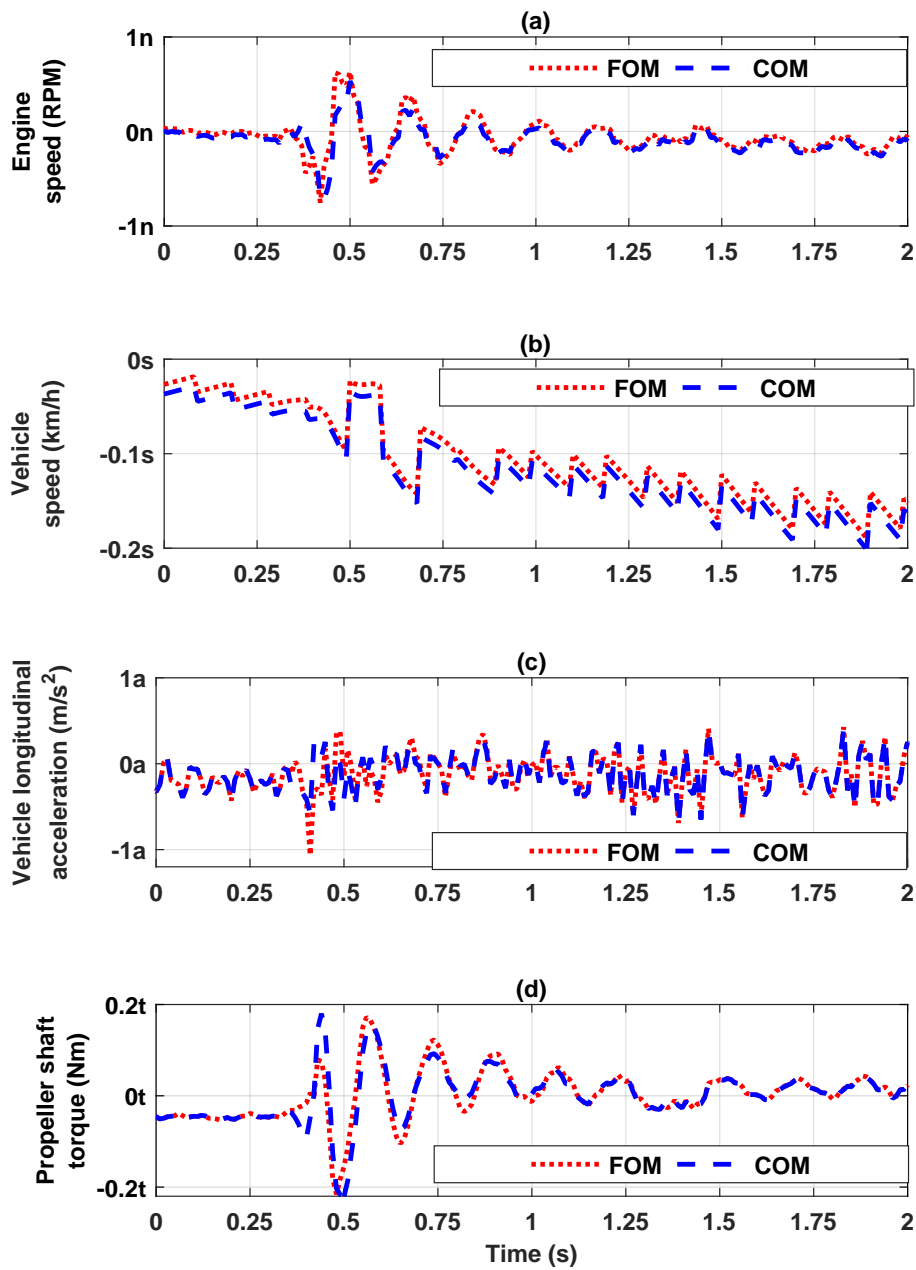 (a)
1n
FOM COM
Engine
speed (RPM)
0n
-1n
0 0.25 0.5 0.75 1 1.25 1.5 1.75 2
(b)
0s
FOM COM
Vehicle
speed (km/h)
-0.1s
-0.2s
0 0.25 0.5 0.75 1 1.25 1.5 1.75 2
(c)
1a
Vehicle longitudinal
acceleration (m/s²)
0a
-1a
FOM COM
0 0.25 0.5 0.75 1 1.25 1.5 1.75 2
(d)
0.2t
Propeller shaft
torque (Nm)
0t
FOM COM
-0.2t
0 0.25 0.5 0.75 1 1.25 1.5 1.75 2
Time (s)